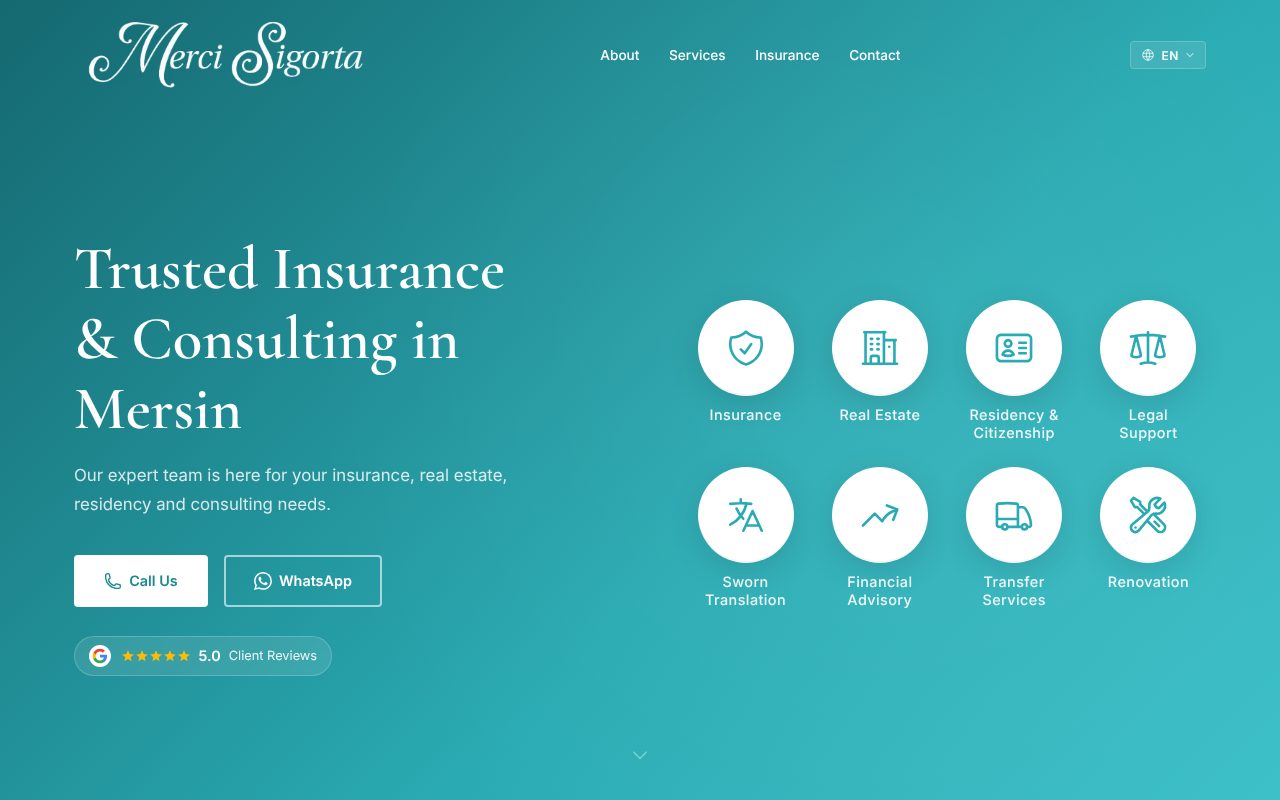 Merci Sigorta
About
Services
Insurance
Contact
EN
Trusted Insurance
& Consulting in
Mersin
Our expert team is here for your insurance, real estate,
residency and consulting needs.
Call Us
WhatsApp
5.0 Client Reviews
Insurance
Real Estate
Residency &
Citizenship
Legal
Support
Sworn
Translation
Financial
Advisory
Transfer
Services
Renovation